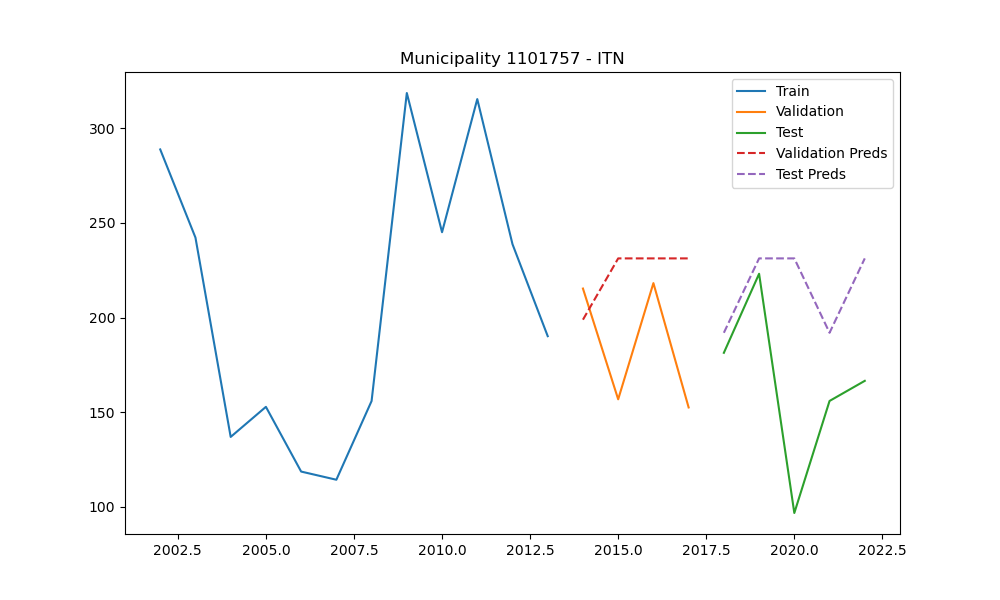 Municipality 1101757 - ITN
Train
Validation
Test
Validation Preds
Test Preds
300
250
200
150
100
2002.5 2005.0 2007.5 2010.0 2012.5 2015.0 2017.5 2020.0 2022.5